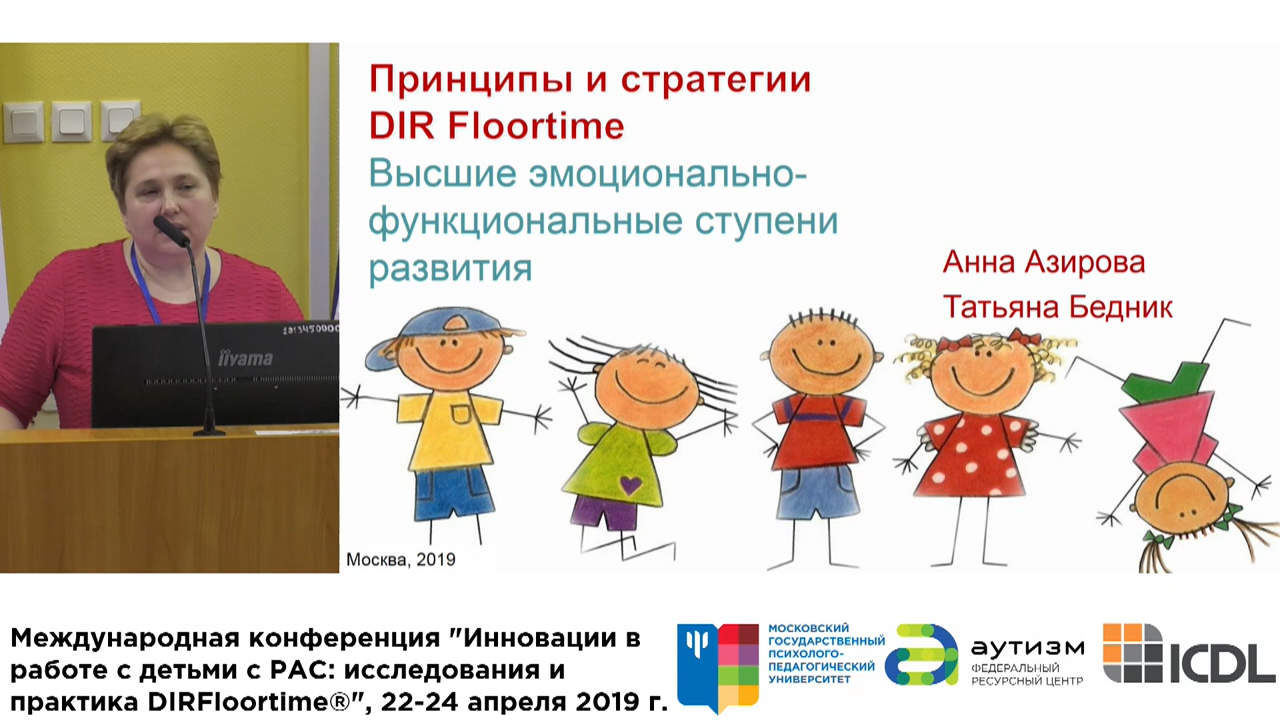 Принципы и стратегии
DIR Floortime
Высшие эмоционально-
функциональные ступени
развития
Анна Азирова
Татьяна Бедник
iiyama
Москва, 2019
Международная конференция "Инновации в
работе с детьми с РАС: исследования и
практика DIRFloortime®", 22-24 апреля 2019 г.
МОСКОВСКИЙ
ГОСУДАРСТВЕННЫЙ
ПСИХОЛОГО-
ПЕДАГОГИЧЕСКИЙ
УНИВЕРСИТЕТ
аутизм
ФЕДЕРАЛЬНЫЙ
РЕСУРСНЫЙ ЦЕНТР
ICDL